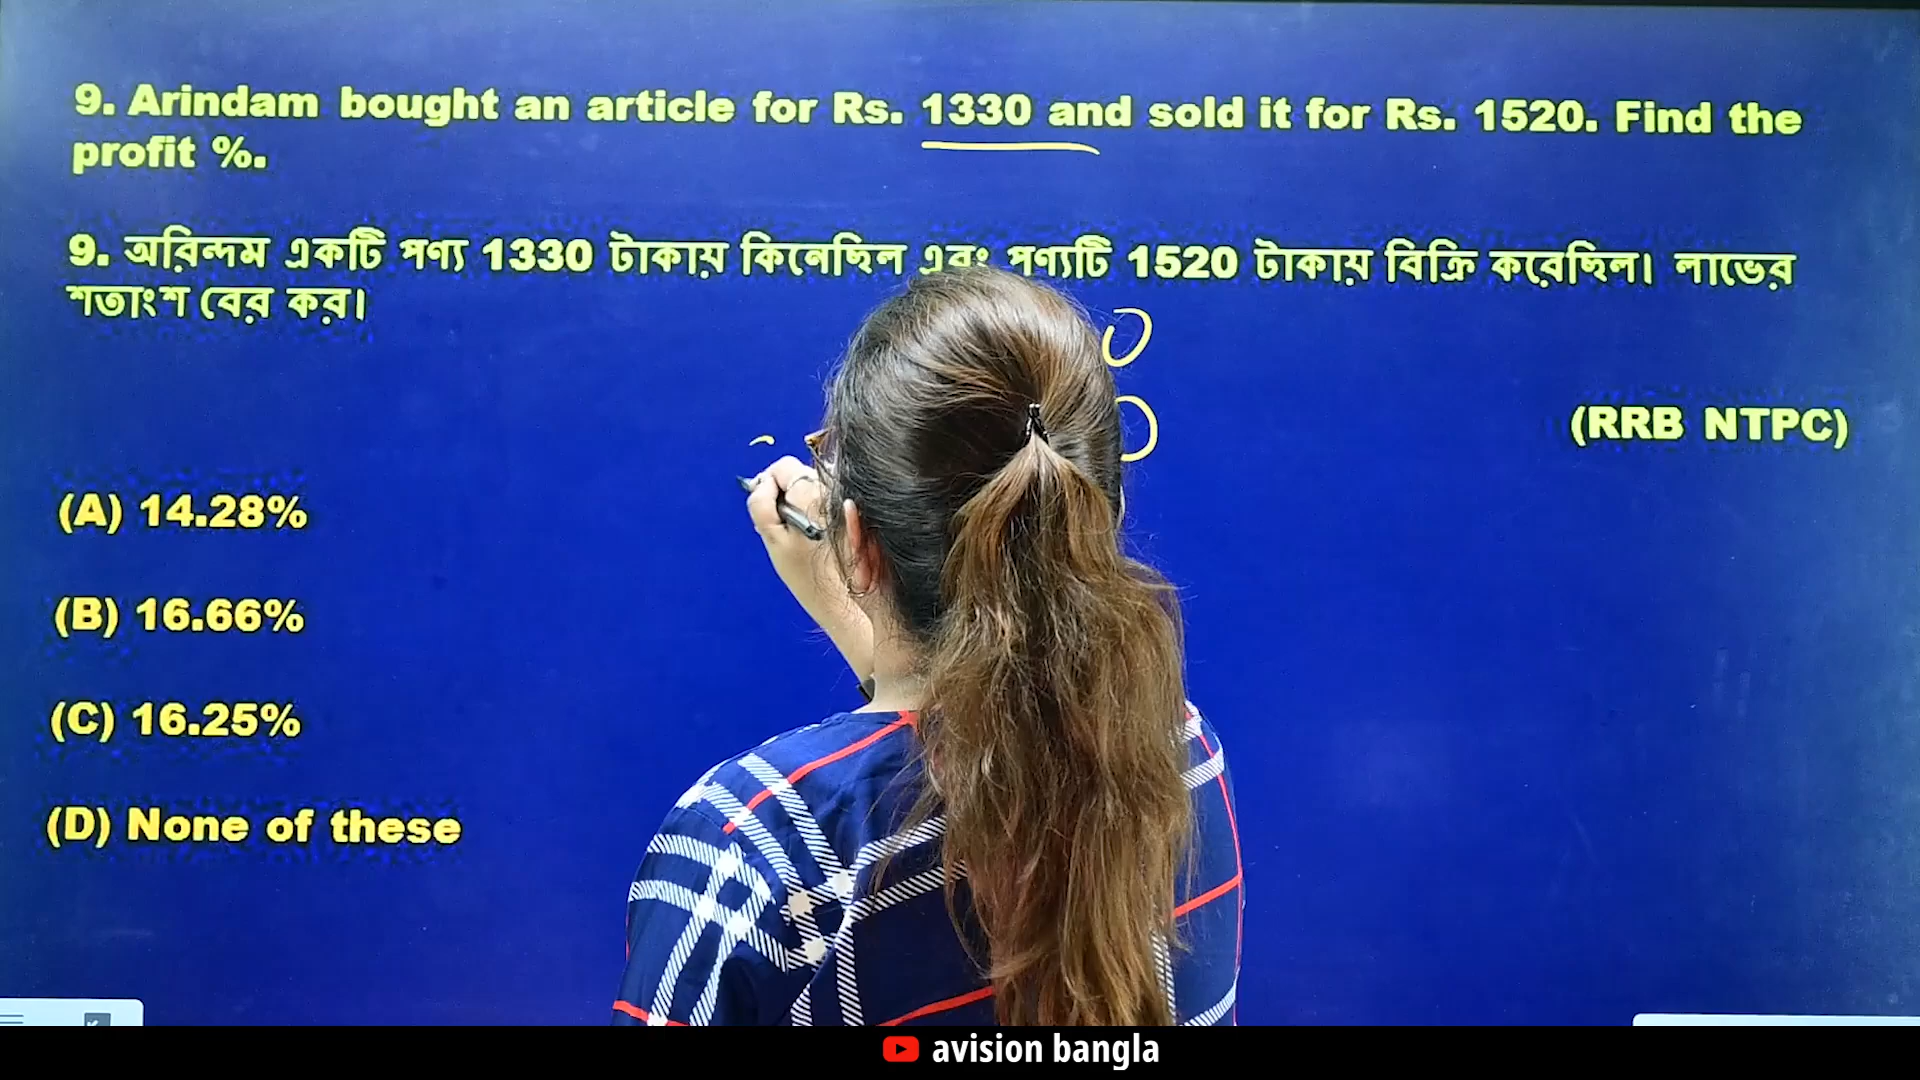 9. Arindam bought an article for Rs. 1330 and sold it for Rs. 1520. Find the
profit %.
9. অরিন্দম একটি পণ্য 1330 টাকায় কিনেছিল এবং পণ্যটি 1520 টাকায় বিক্রি করেছিল। লাভের
শতাংশ বের কর।
(RRB NTPC)
(A) 14.28%
(B) 16.66%
(C) 16.25%
(D) None of these
avision bangla